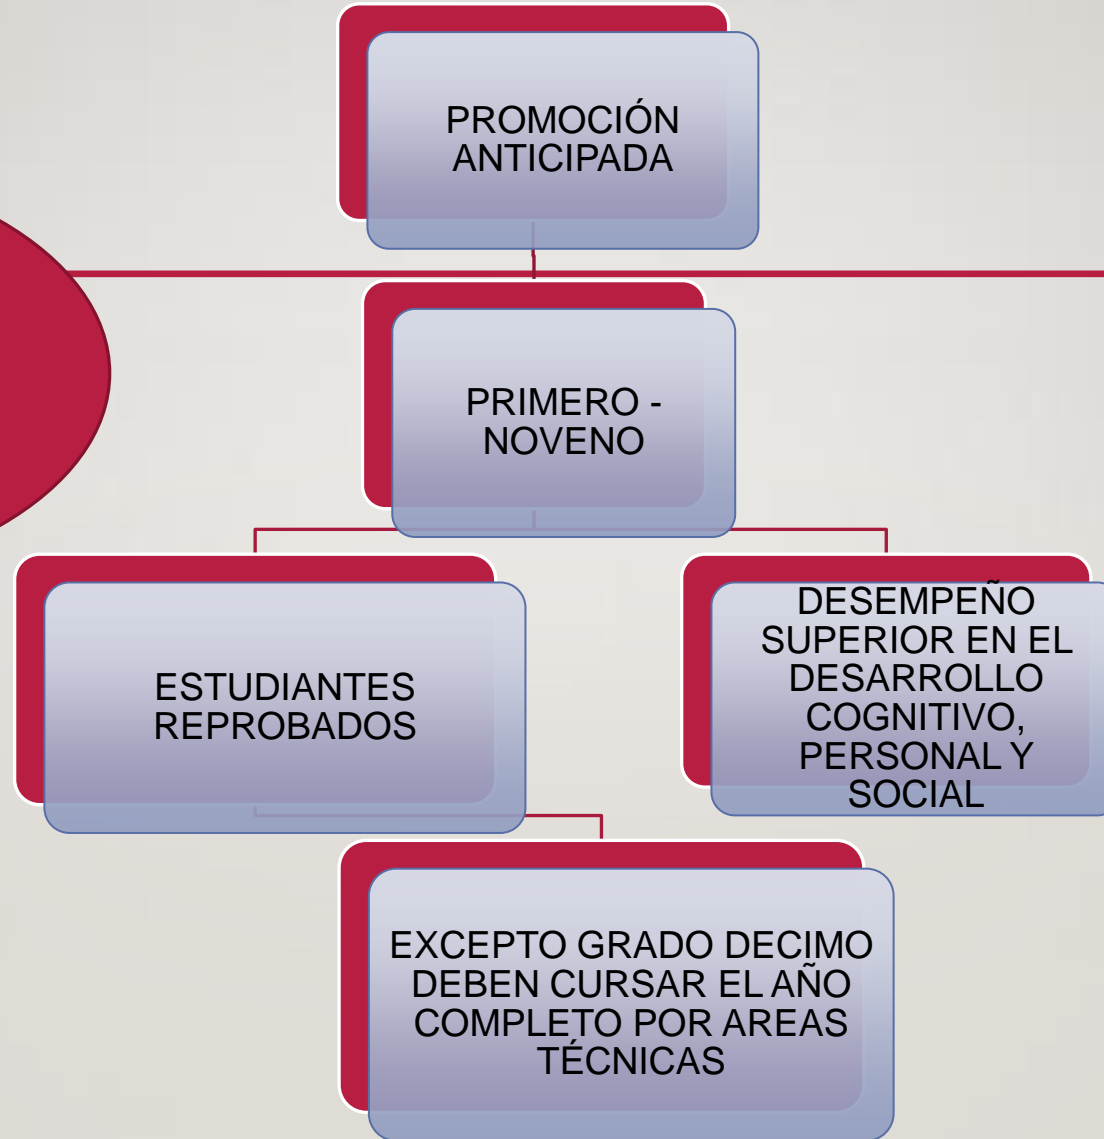 PROMOCIÓN
ANTICIPADA
PRIMERO -
NOVENO
ESTUDIANTES
REPROBADOS
DESEMPEÑO
SUPERIOR EN EL
DESARROLLO
COGNITIVO,
PERSONAL Y
SOCIAL
EXCEPTO GRADO DECIMO
DEBEN CURSAR EL AÑO
COMPLETO POR AREAS
TÉCNICAS